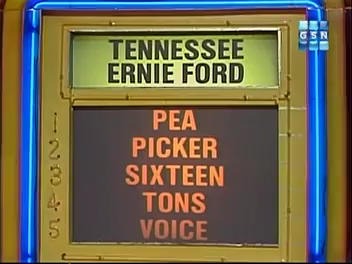 GSN
TENNESSEE
ERNIE FORD
PEA
PICKER
SIXTEEN
TONS
VOICE
1
2
3
4
5